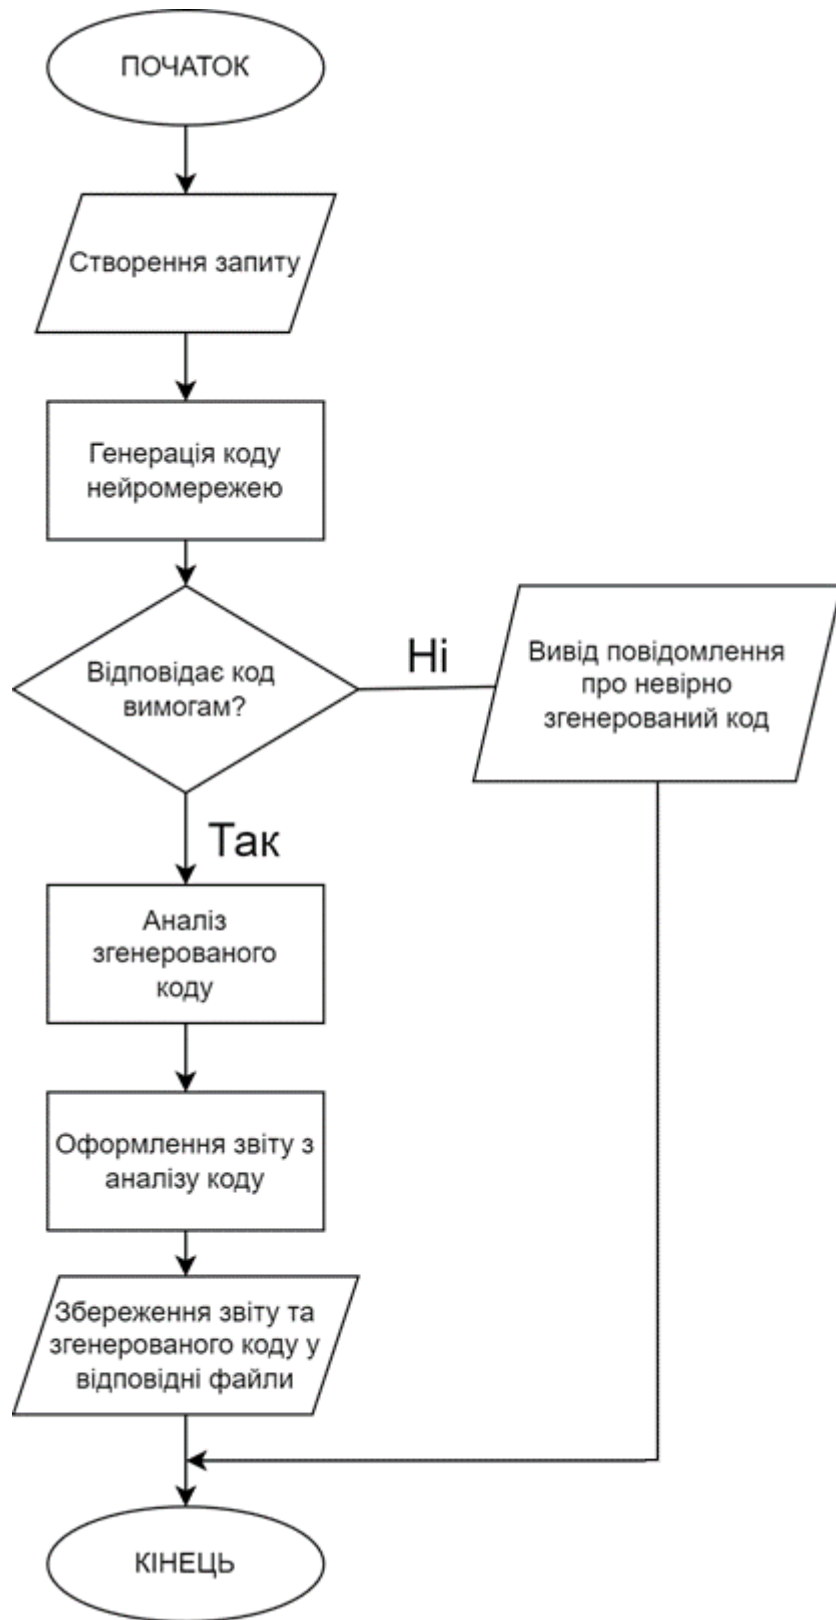 ПОЧАТОК
Створення запиту
Генерація коду
нейромережею
Відповідає код
вимогам?
Ні
Вивід повідомлення
про невірно
згенерований код
Так
Аналіз
згенерованого
коду
Оформлення звіту з
аналізу коду
Збереження звіту та
згенерованого коду у
відповідні файли
КІНЕЦЬ